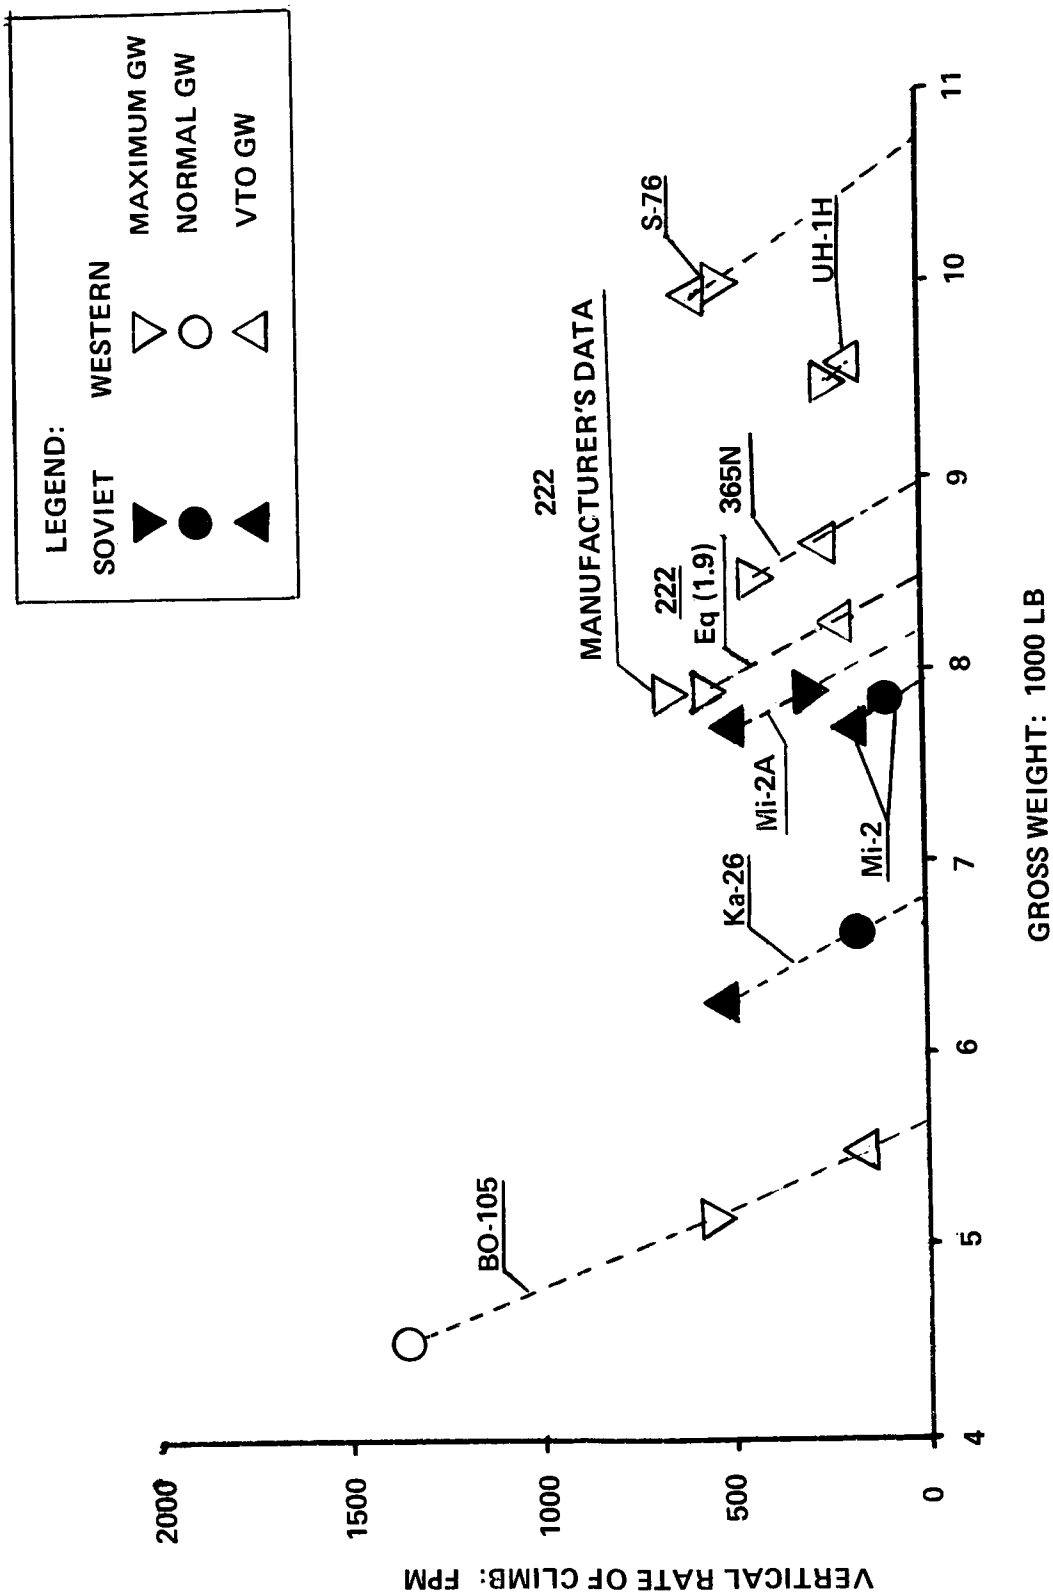 LEGEND:
SOVIET WESTERN
MAXIMUM GW
NORMAL GW
VTO GW
VERTICAL RATE OF CLIMB: FPM
2000
1500
1000
500
0
BO-105
Ka-26
Mi-2A
Mi-2
222
MANUFACTURER'S DATA
222
Eq (1.9)
365N
S-76
UH-1H
4 5 6 7 8 9 10 11
GROSS WEIGHT: 1000 LB